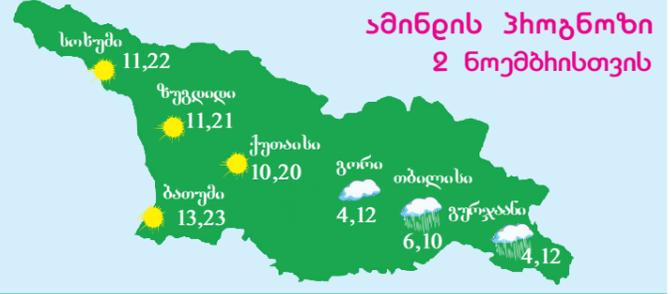 ამინდის პროგნოზი
2 ნოემბრისთვის
სოხუმი
11,22
ზუგდიდი
11,21
ქუთაისი
10,20
გორი
4,12
თბილისი
6,10
გურჯაანი
4,12
ბათუმი
13,23